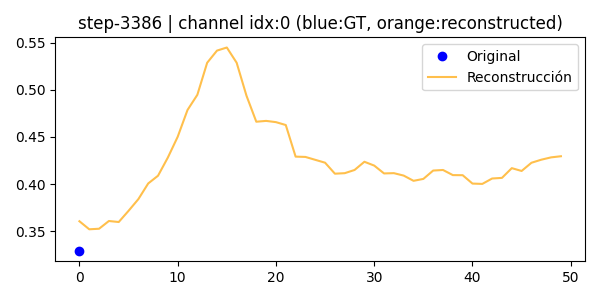 step-3386 | channel idx:0 (blue:GT, orange:reconstructed)
Original
Reconstrucción
0.55
0.50
0.45
0.40
0.35
0 10 20 30 40 50